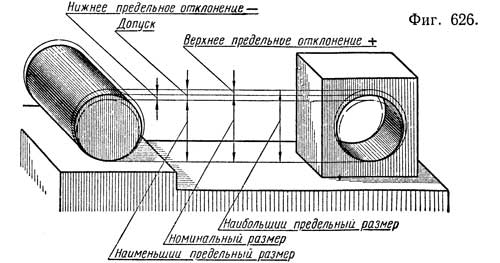 Нижнее предельное отклонение —
Фиг. 626.
Допуск
Верхнее предельное отклонение +
Наибольший предельный размер
Номинальный размер
Наименьший предельный размер